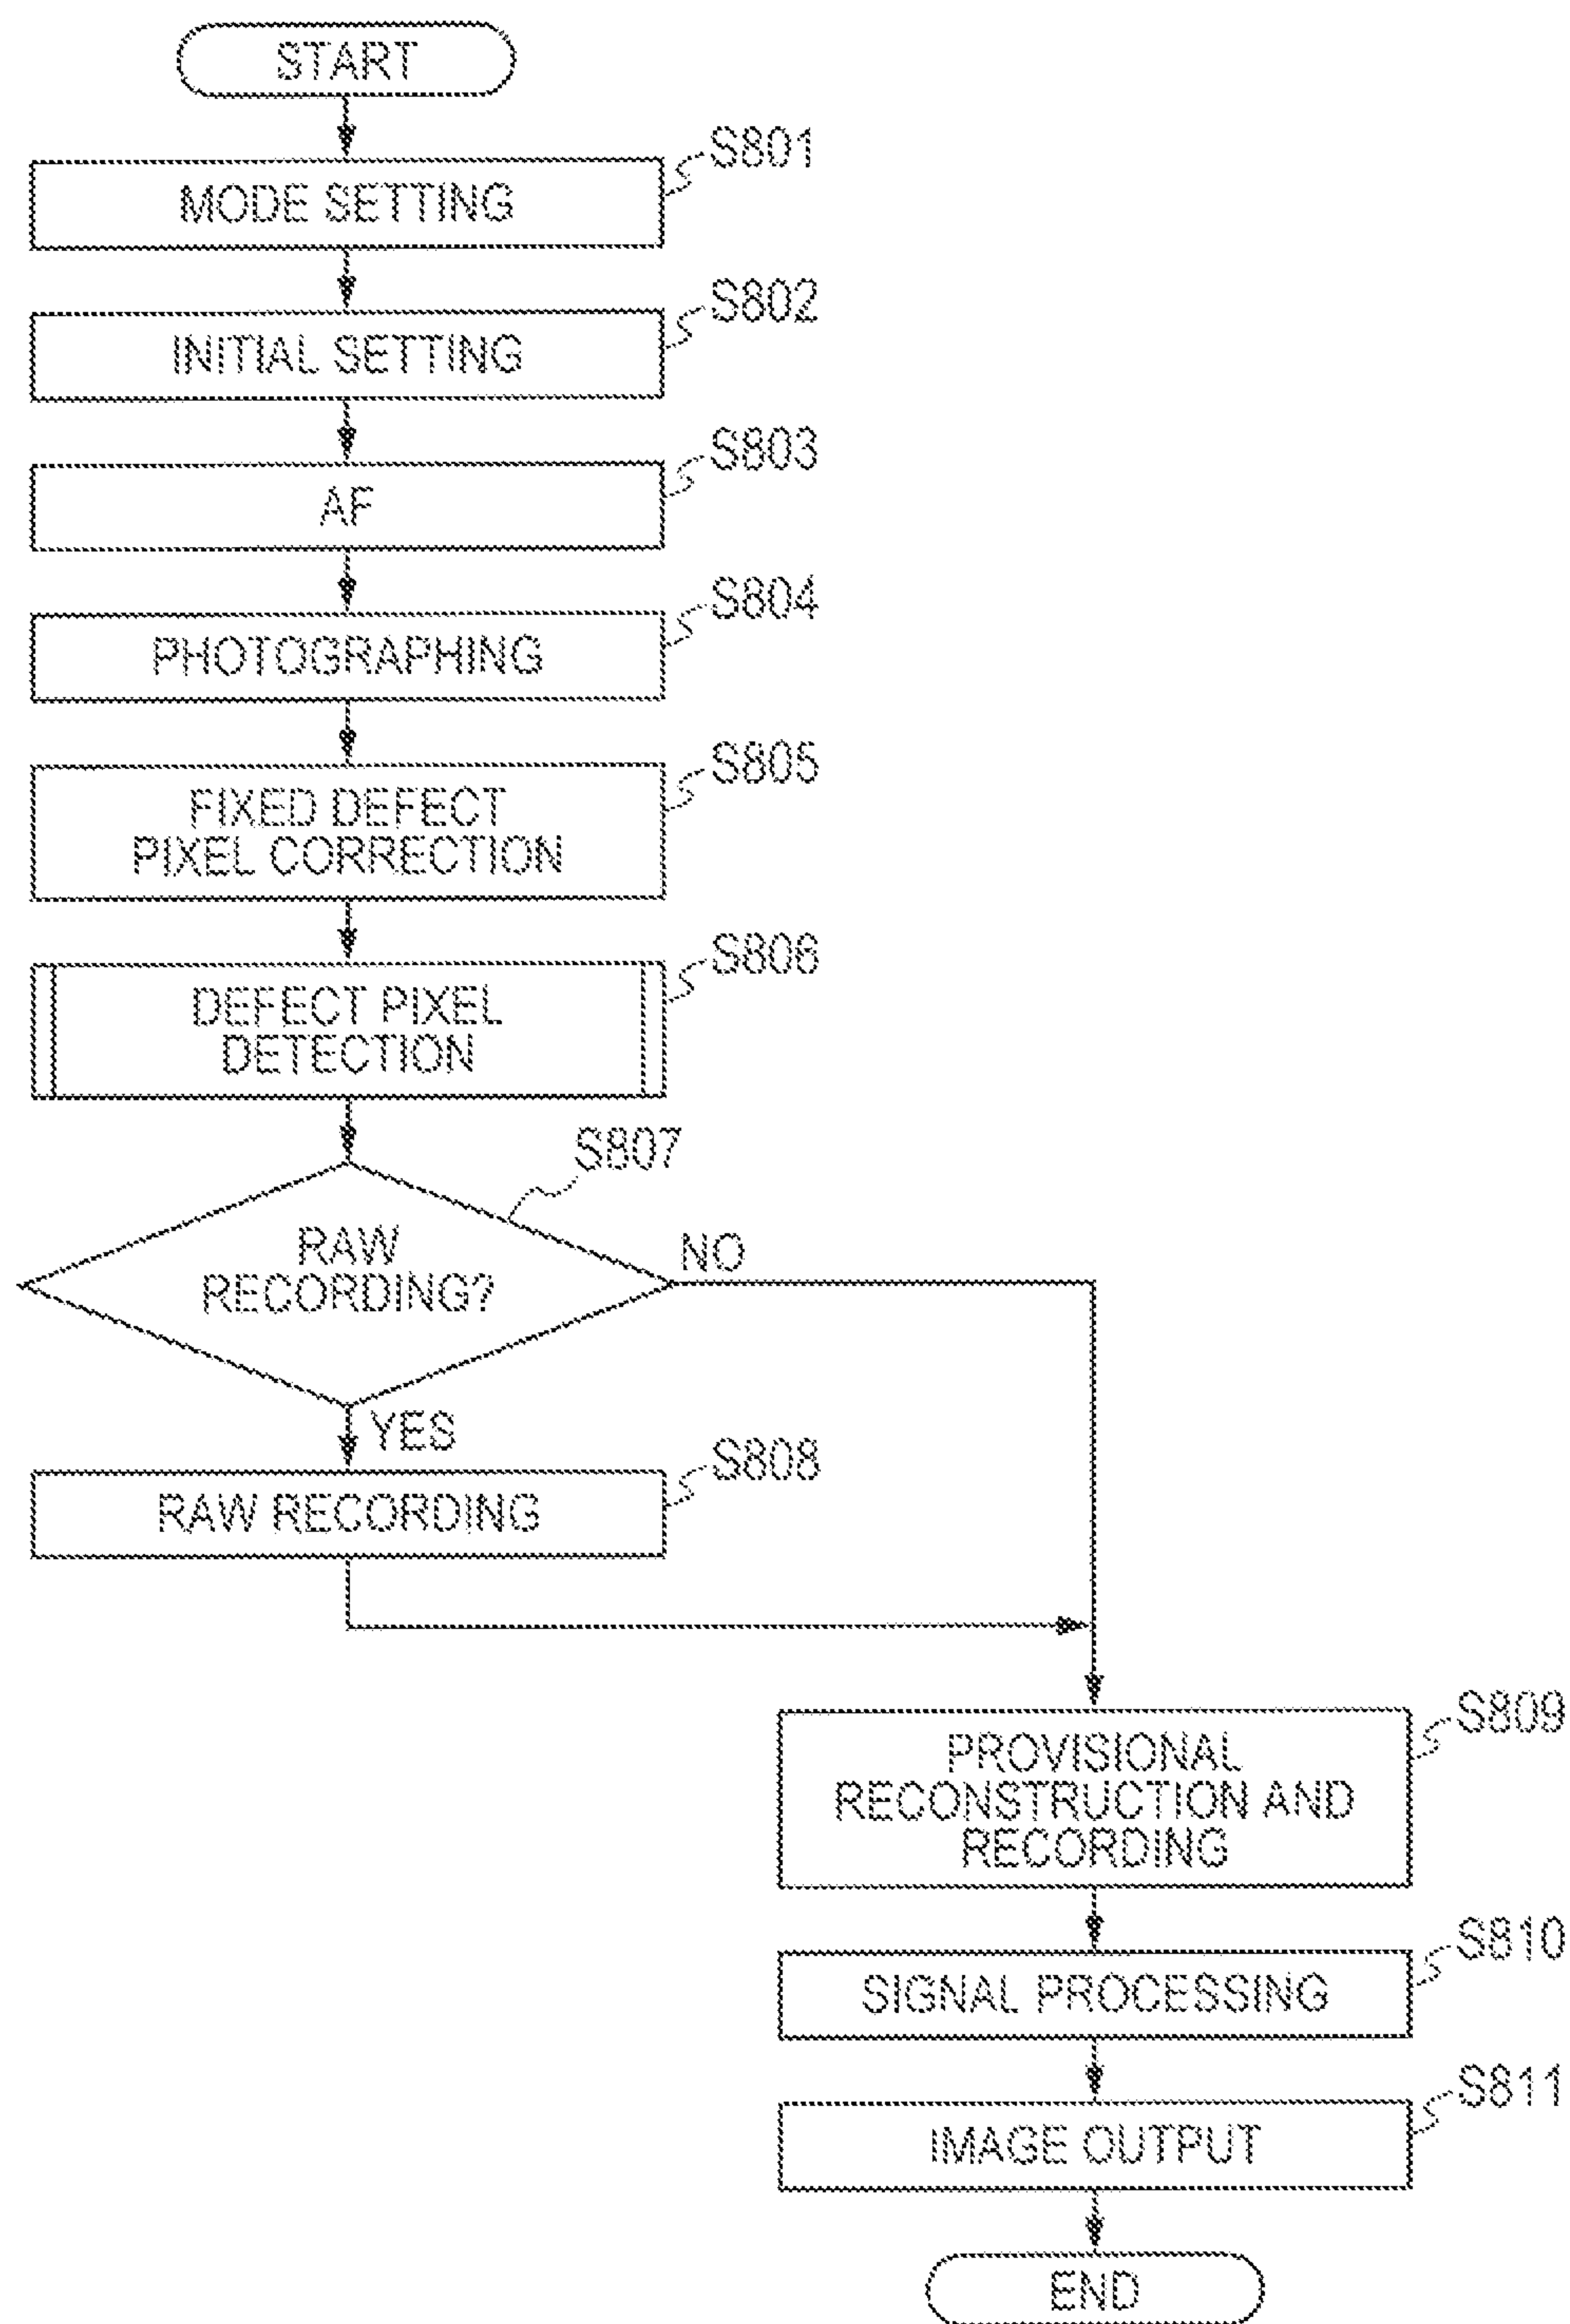 START
S801
MODE SETTING
S802
INITIAL SETTING
S803
AF
S804
PHOTOGRAPHING
S805
FIXED DEFECT
PIXEL CORRECTION
S806
DEFECT PIXEL
DETECTION
S807
RAW
RECORDING?
NO
YES
S808
RAW RECORDING
S809
PROVISIONAL
RECONSTRUCTION AND
RECORDING
S810
SIGNAL PROCESSING
S811
IMAGE OUTPUT
END